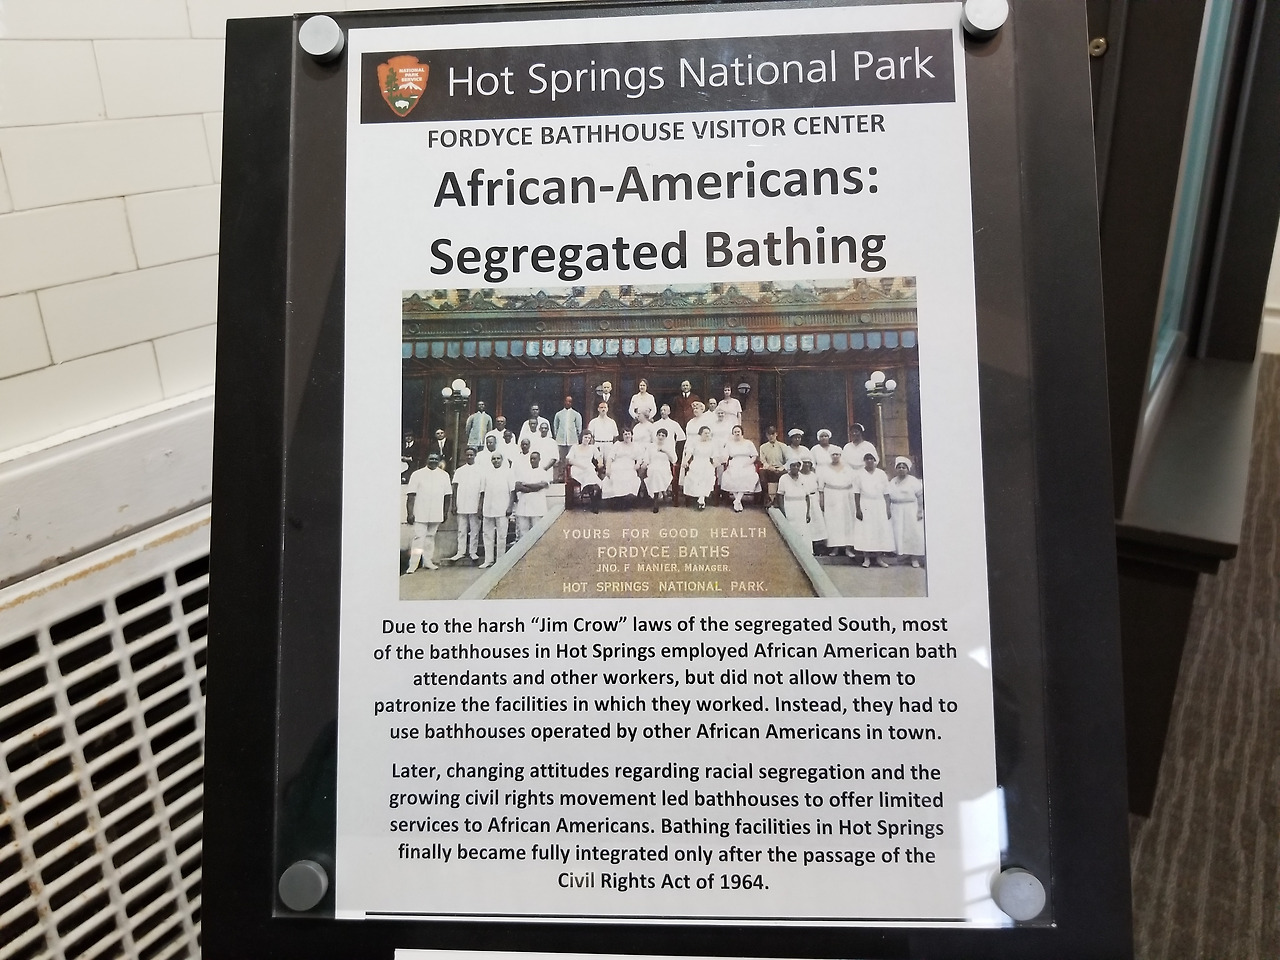 NATIONAL
PARK
SERVICE
Hot Springs National Park
FORDYCE BATHHOUSE VISITOR CENTER
African-Americans:
Segregated Bathing
FORDYCE BATH HOUSE
YOURS FOR GOOD HEALTH
FORDYCE BATHS
JNO. F MANIER, MANAGER.
HOT SPRINGS NATIONAL PARK.
Due to the harsh “Jim Crow” laws of the segregated South, most
of the bathhouses in Hot Springs employed African American bath
attendants and other workers, but did not allow them to
patronize the facilities in which they worked. Instead, they had to
use bathhouses operated by other African Americans in town.
Later, changing attitudes regarding racial segregation and the
growing civil rights movement led bathhouses to offer limited
services to African Americans. Bathing facilities in Hot Springs
finally became fully integrated only after the passage of the
Civil Rights Act of 1964.